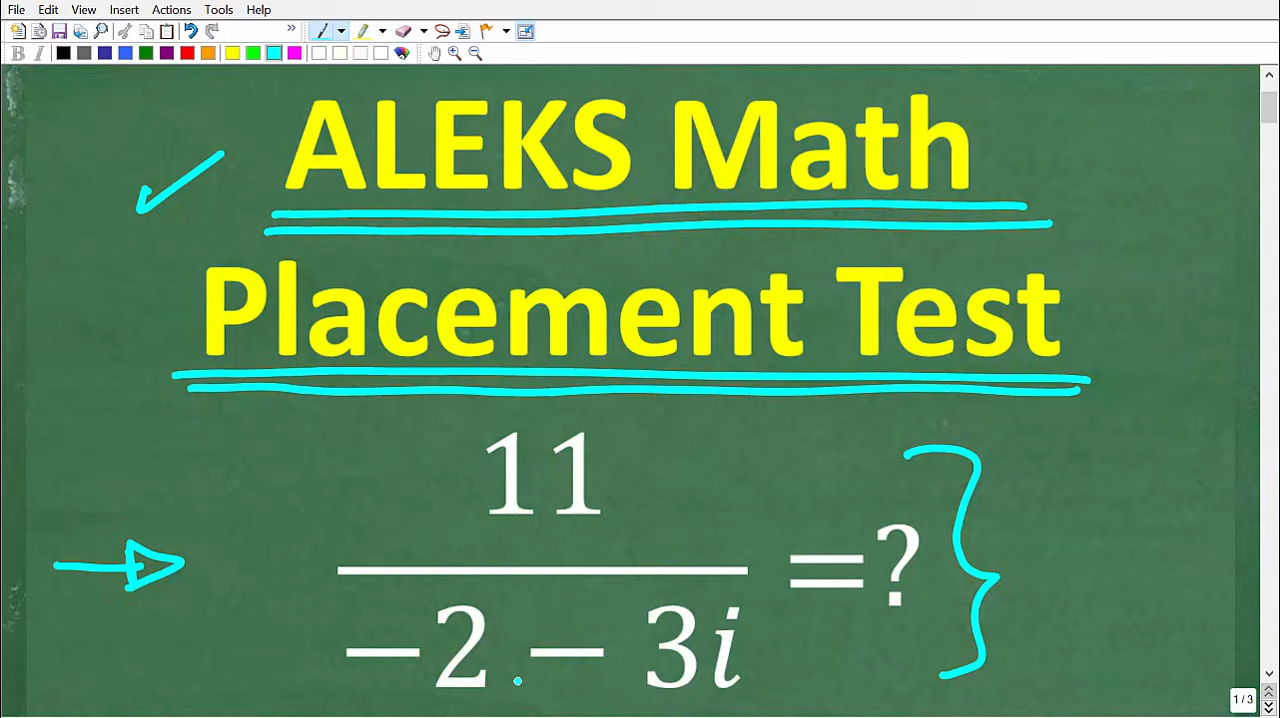 File Edit View Insert Actions Tools Help
B I
ALEKS Math
Placement Test
11
−2 − 3i
=?
1 / 3